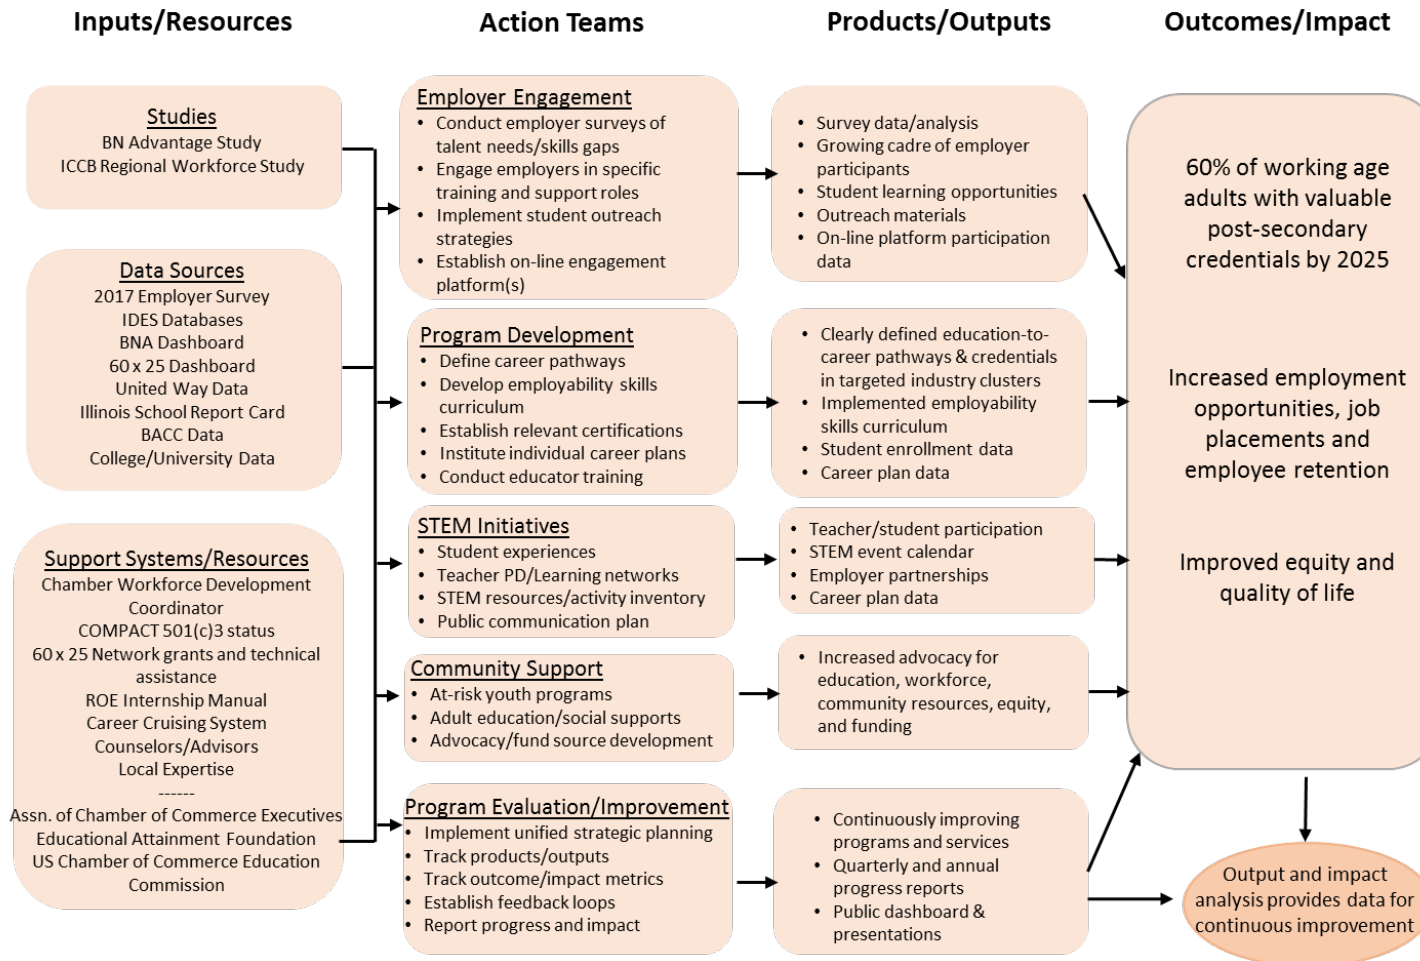 Inputs/Resources
Action Teams
Products/Outputs
Outcomes/Impact
Studies
BN Advantage Study
ICCB Regional Workforce Study
Data Sources
2017 Employer Survey
IDES Databases
BNA Dashboard
60 x 25 Dashboard
United Way Data
Illinois School Report Card
BACC Data
College/University Data
Support Systems/Resources
Chamber Workforce Development
Coordinator
COMPACT 501(c)3 status
60 x 25 Network grants and technical
assistance
ROE Internship Manual
Career Cruising System
Counselors/Advisors
Local Expertise
------
Assn. of Chamber of Commerce Executives
Educational Attainment Foundation
US Chamber of Commerce Education
Commission
Employer Engagement
• Conduct employer surveys of
talent needs/skills gaps
• Engage employers in specific
training and support roles
• Implement student outreach
strategies
• Establish on-line engagement
platform(s)
Program Development
• Define career pathways
• Develop employability skills
curriculum
• Establish relevant certifications
• Institute individual career plans
• Conduct educator training
STEM Initiatives
• Student experiences
• Teacher PD/Learning networks
• STEM resources/activity inventory
• Public communication plan
Community Support
• At-risk youth programs
• Adult education/social supports
• Advocacy/fund source development
Program Evaluation/Improvement
• Implement unified strategic planning
• Track products/outputs
• Track outcome/impact metrics
• Establish feedback loops
• Report progress and impact
• Survey data/analysis
• Growing cadre of employer
participants
• Student learning opportunities
• Outreach materials
• On-line platform participation
data
• Clearly defined education-to-
career pathways & credentials
in targeted industry clusters
• Implemented employability
skills curriculum
• Student enrollment data
• Career plan data
• Teacher/student participation
• STEM event calendar
• Employer partnerships
• Career plan data
• Increased advocacy for
education, workforce,
community resources, equity,
and funding
• Continuously improving
programs and services
• Quarterly and annual
progress reports
• Public dashboard &
presentations
60% of working age
adults with valuable
post-secondary
credentials by 2025
Increased employment
opportunities, job
placements and
employee retention
Improved equity and
quality of life
Output and impact
analysis provides data for
continuous improvement